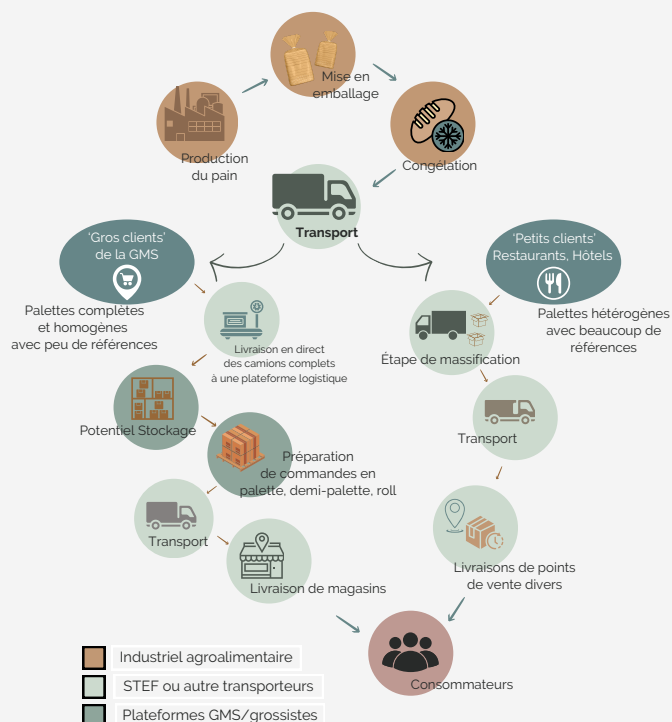 Mise en
emballage
Production
du pain
Congélation
Transport
'Gros clients'
de la GMS
'Petits clients'
Restaurants, Hôtels
Palettes complètes
et homogènes
avec peu de références
Palettes hétérogènes
avec beaucoup de
références
Livraison en direct
des camions complets
à une plateforme logistique
Étape de massification
Potentiel Stockage
Transport
Préparation
de commandes en
palette, demi-palette, roll
Transport
Livraison de magasins
Livraisons de points
de vente divers
Consommateurs
Industriel agroalimentaire
STEF ou autre transporteurs
Plateformes GMS/grossistes